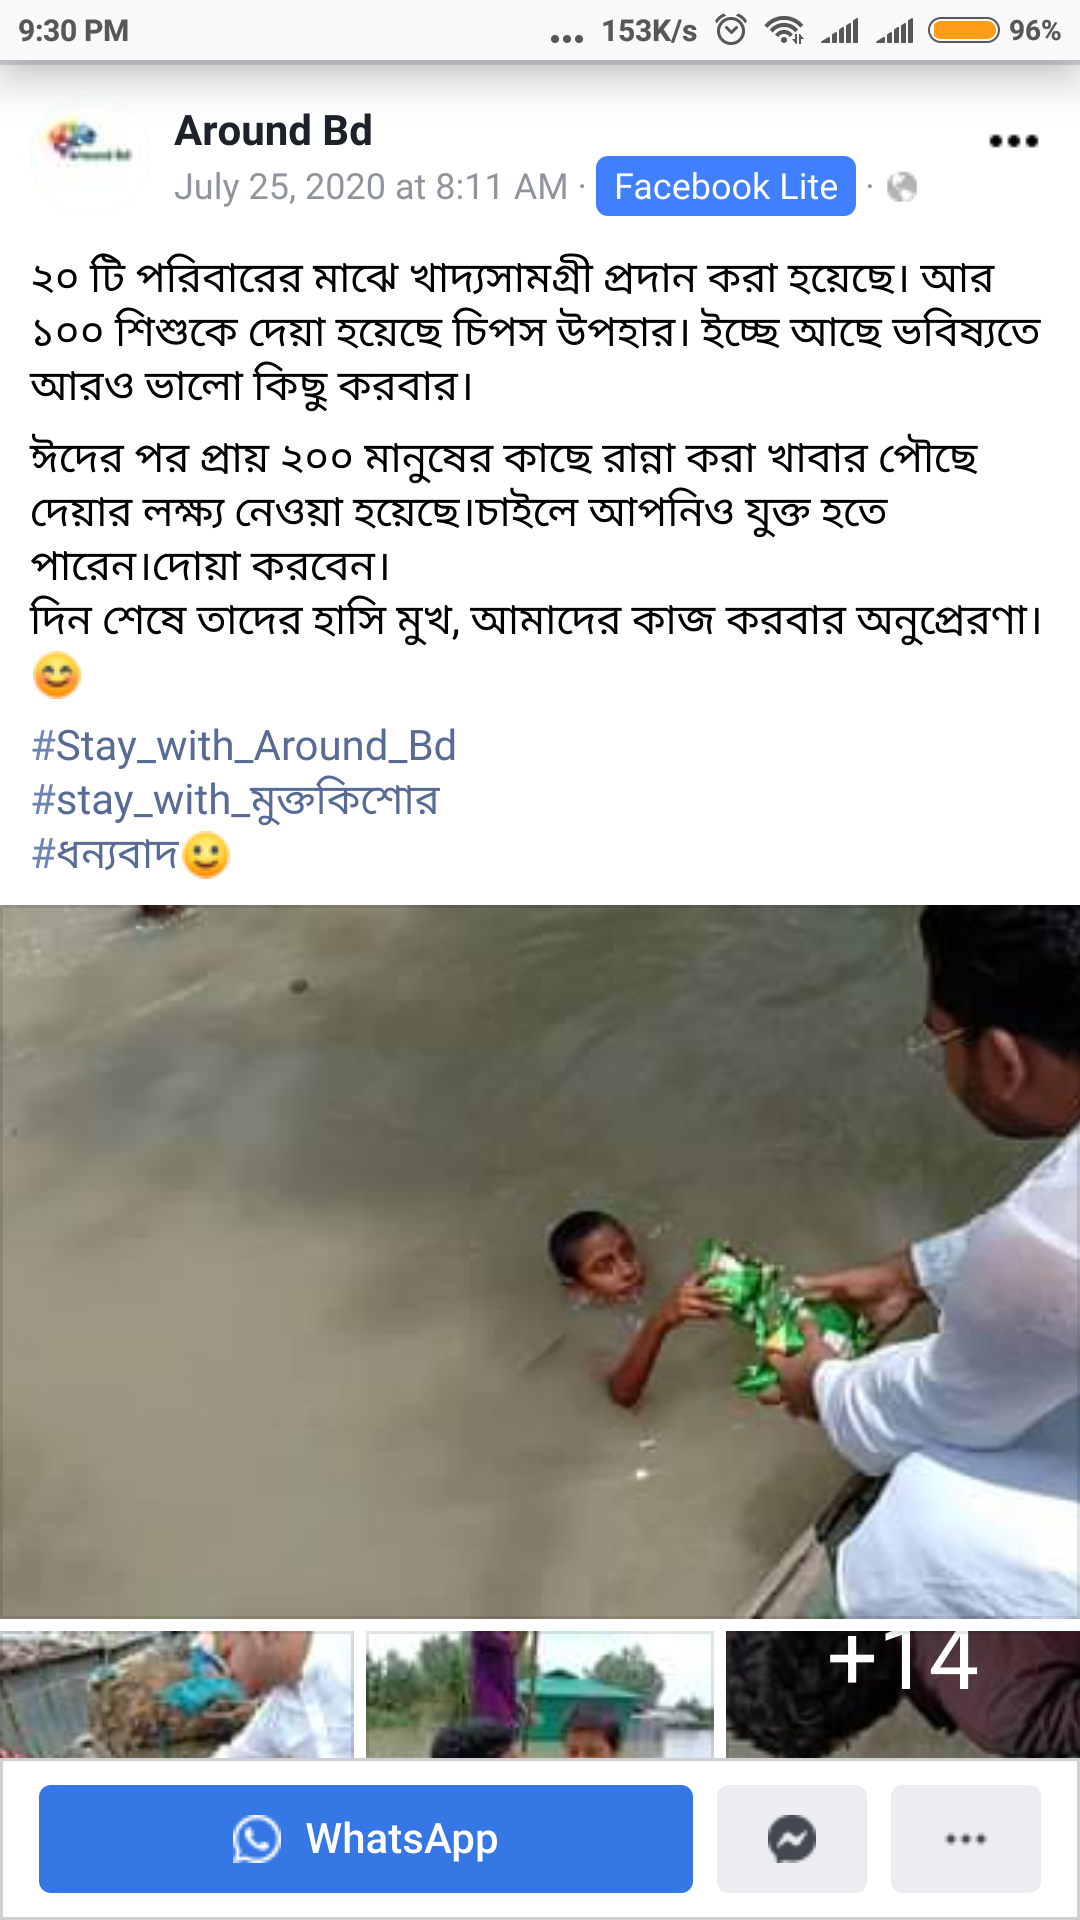 9:30 PM ... 153K/s 96%
Around Bd
July 25, 2020 at 8:11 AM · Facebook Lite ·
২০ টি পরিবারের মাঝে খাদ্যসামগ্রী প্রদান করা হয়েছে। আর
১০০ শিশুকে দেয়া হয়েছে চিপস উপহার। ইচ্ছে আছে ভবিষ্যতে
আরও ভালো কিছু করবার।
ঈদের পর প্রায় ২০০ মানুষের কাছে রান্না করা খাবার পৌছে
দেয়ার লক্ষ্য নেওয়া হয়েছে।চাইলে আপনিও যুক্ত হতে
পারেন।দোয়া করবেন।
দিন শেষে তাদের হাসি মুখ, আমাদের কাজ করবার অনুপ্রেরণা।
😊
#Stay_with_Around_Bd
#stay_with_মুক্তকিশোর
#ধন্যবাদ🙂
+14
WhatsApp